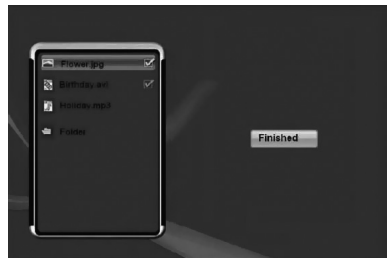 Flower.jpg
Birthday.avi
Holiday.mp3
Folder
Finished